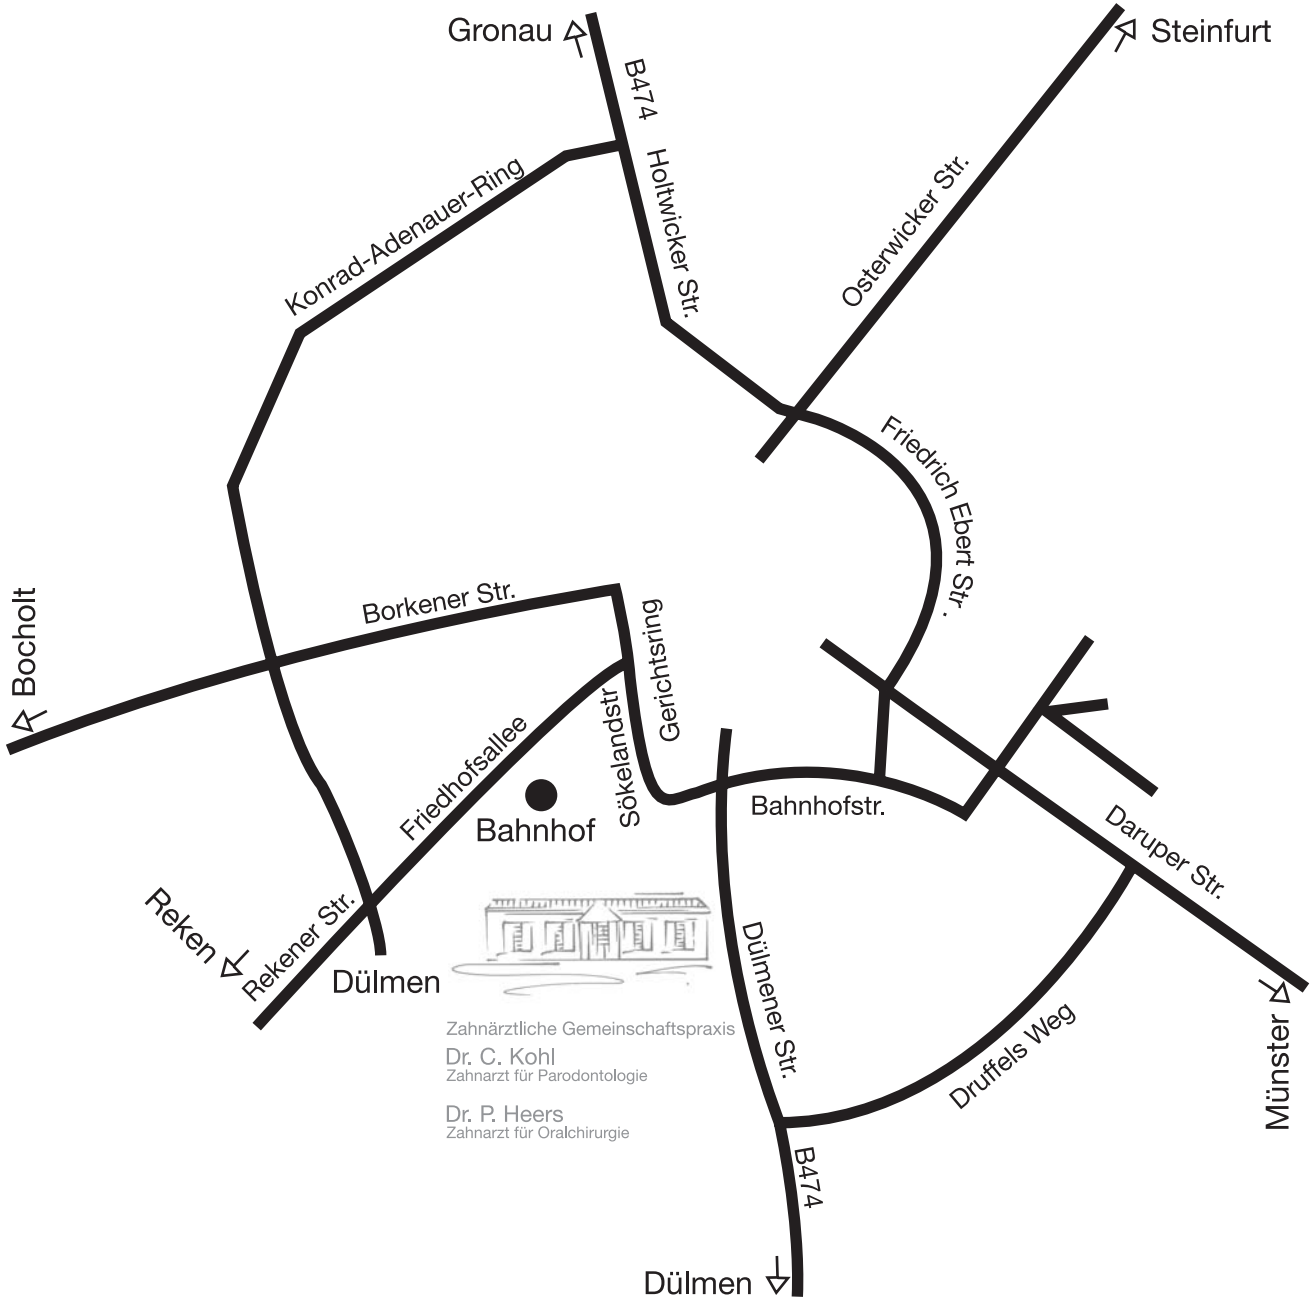 Gronau
Steinfurt
B474
Holtwicker Str.
Konrad-Adenauer-Ring
Osterwicker Str.
Friedrich Ebert Str.
Bocholt
Borkener Str.
Gerichtsring
Sökelandstr
Friedhofsallee
Bahnhof
Bahnhofstr.
Daruper Str.
Reken
Rekener Str.
Dülmen
Dülmener Str.
Druffels Weg
Münster
Zahnärztliche Gemeinschaftspraxis
Dr. C. Kohl
Zahnarzt für Parodontologie
Dr. P. Heers
Zahnarzt für Oralchirurgie
B474
Dülmen